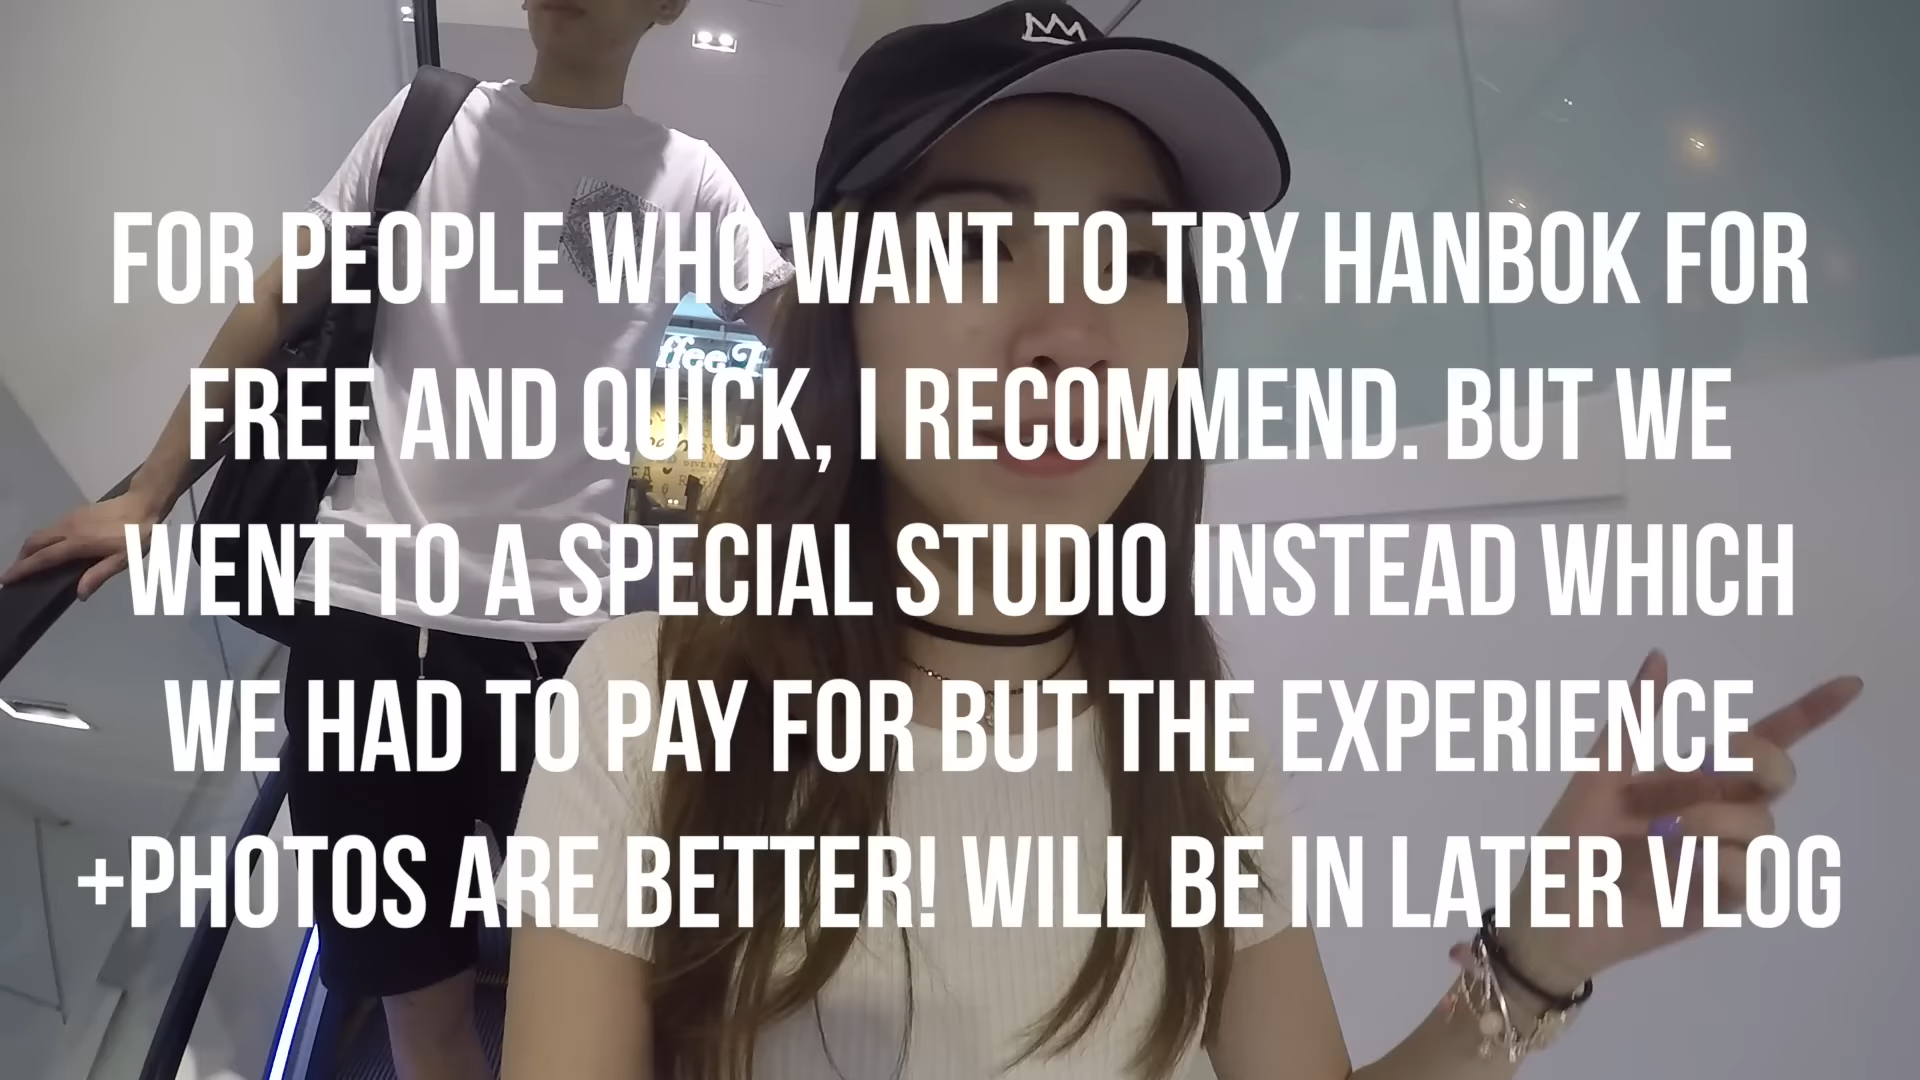 FOR PEOPLE WHO WANT TO TRY HANBOK FOR
FREE AND QUICK, I RECOMMEND. BUT WE
WENT TO A SPECIAL STUDIO INSTEAD WHICH
WE HAD TO PAY FOR BUT THE EXPERIENCE
+PHOTOS ARE BETTER! WILL BE IN LATER VLOG
ffee